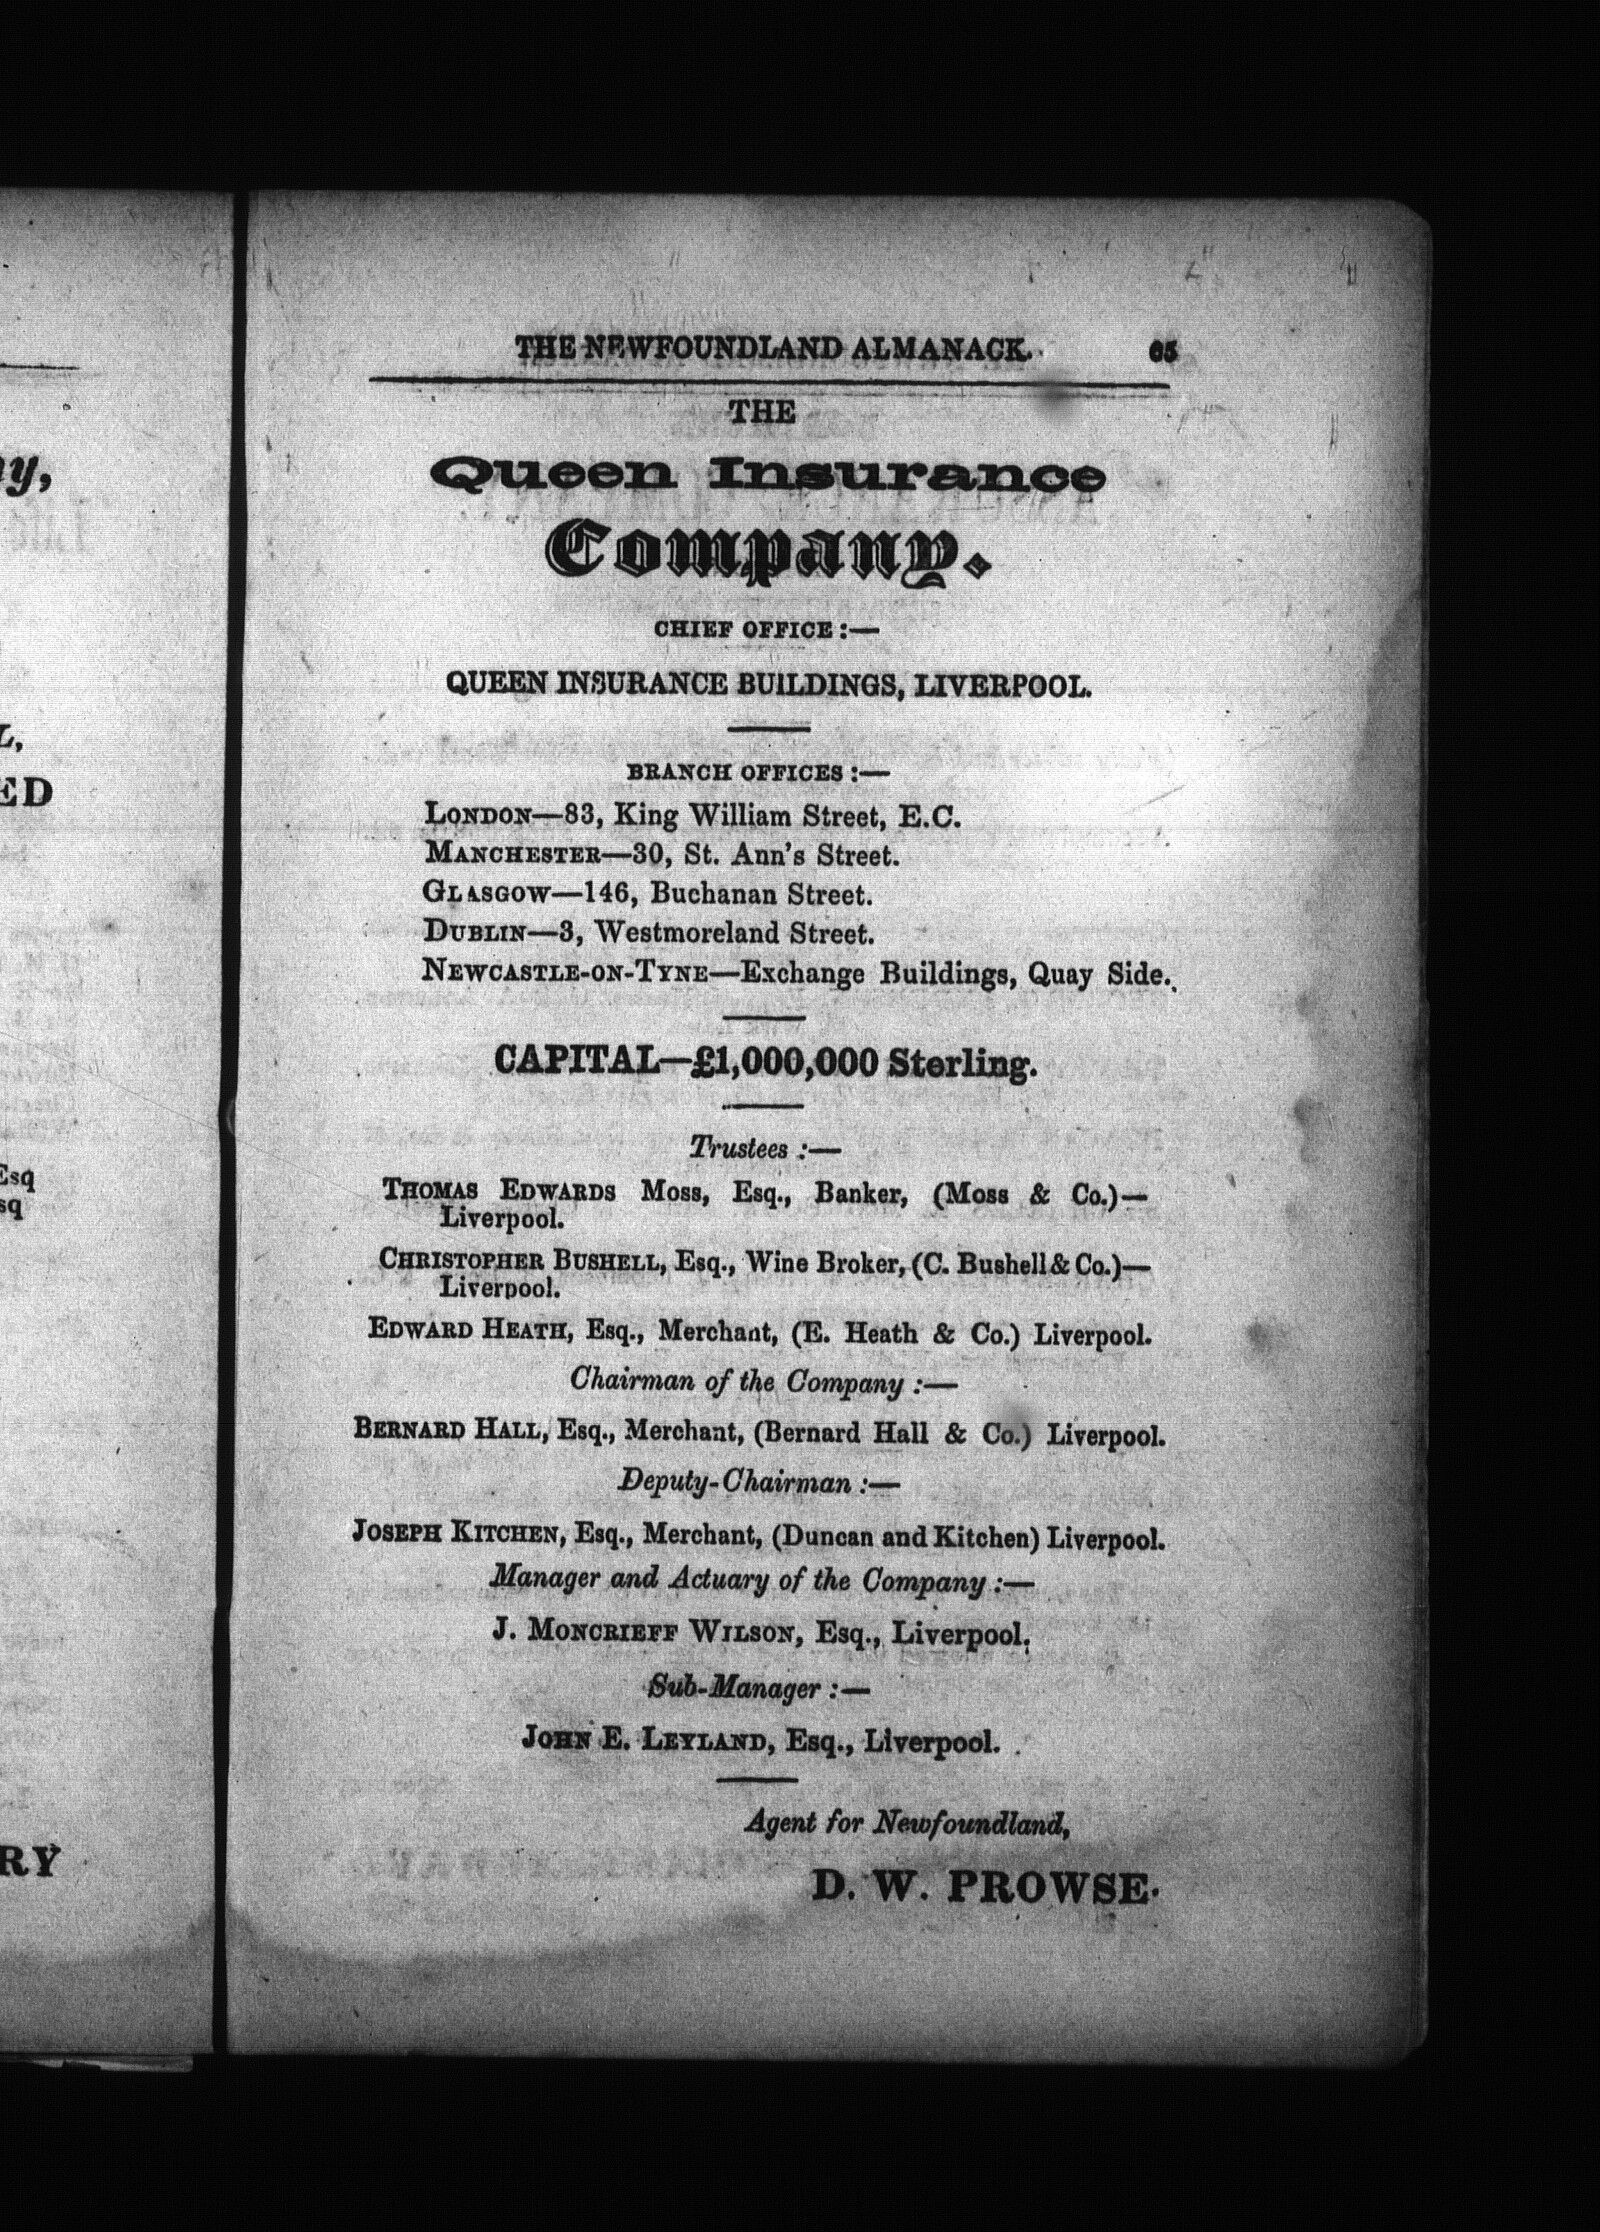 THE NEWFOUNDLAND ALMANACK. 65
THE
Queen Insurance
Company.
CHIEF OFFICE :—
QUEEN INSURANCE BUILDINGS, LIVERPOOL.
BRANCH OFFICES :—
LONDON—83, King William Street, E.C.
MANCHESTER—30, St. Ann's Street.
GLASGOW—146, Buchanan Street.
DUBLIN—3, Westmoreland Street.
NEWCASTLE-ON-TYNE—Exchange Buildings, Quay Side.
CAPITAL—£1,000,000 Sterling.
Trustees :—
THOMAS EDWARDS MOSS, Esq., Banker, (Moss & Co.)—
Liverpool.
CHRISTOPHER BUSHELL, Esq., Wine Broker, (C. Bushell & Co.)—
Liverpool.
EDWARD HEATH, Esq., Merchant, (E. Heath & Co.) Liverpool.
Chairman of the Company :—
BERNARD HALL, Esq., Merchant, (Bernard Hall & Co.) Liverpool.
Deputy-Chairman :—
JOSEPH KITCHEN, Esq., Merchant, (Duncan and Kitchen) Liverpool.
Manager and Actuary of the Company :—
J. MONCRIEFF WILSON, Esq., Liverpool.
Sub-Manager :—
JOHN E. LEYLAND, Esq., Liverpool.
Agent for Newfoundland,
D. W. PROWSE.